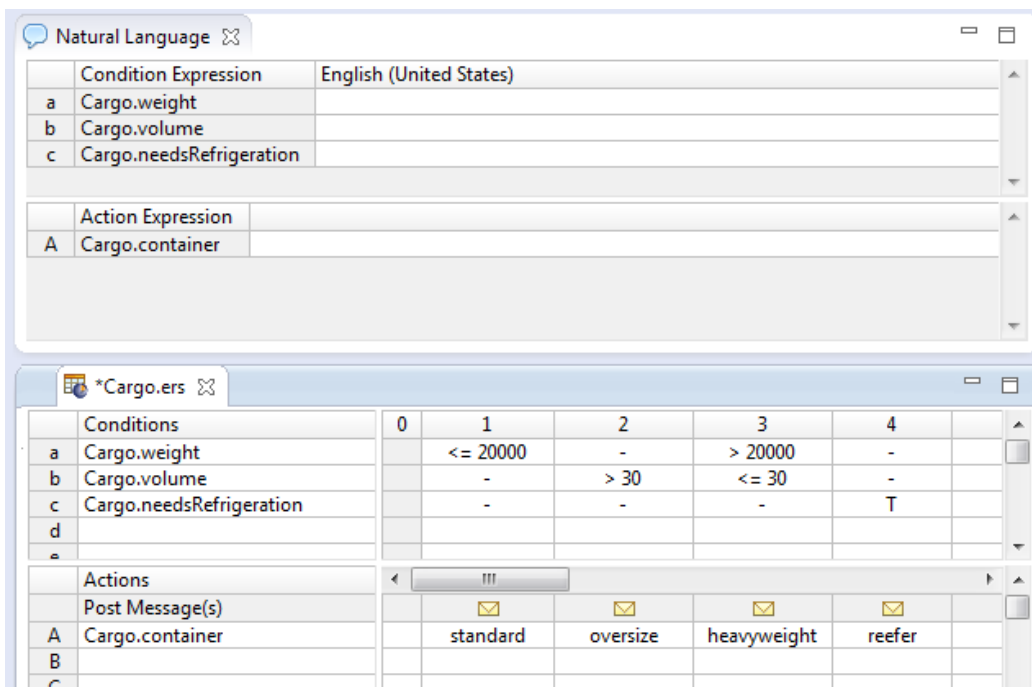 Natural Language
Condition Expression English (United States)
a Cargo.weight
b Cargo.volume
c Cargo.needsRefrigeration
Action Expression
A Cargo.container
*Cargo.ers
Conditions 0 1 2 3 4
a Cargo.weight <= 20000 - > 20000 -
b Cargo.volume - > 30 <= 30 -
c Cargo.needsRefrigeration - - - T
d
e
Actions
Post Message(s)
A Cargo.container standard oversize heavyweight reefer
B
C